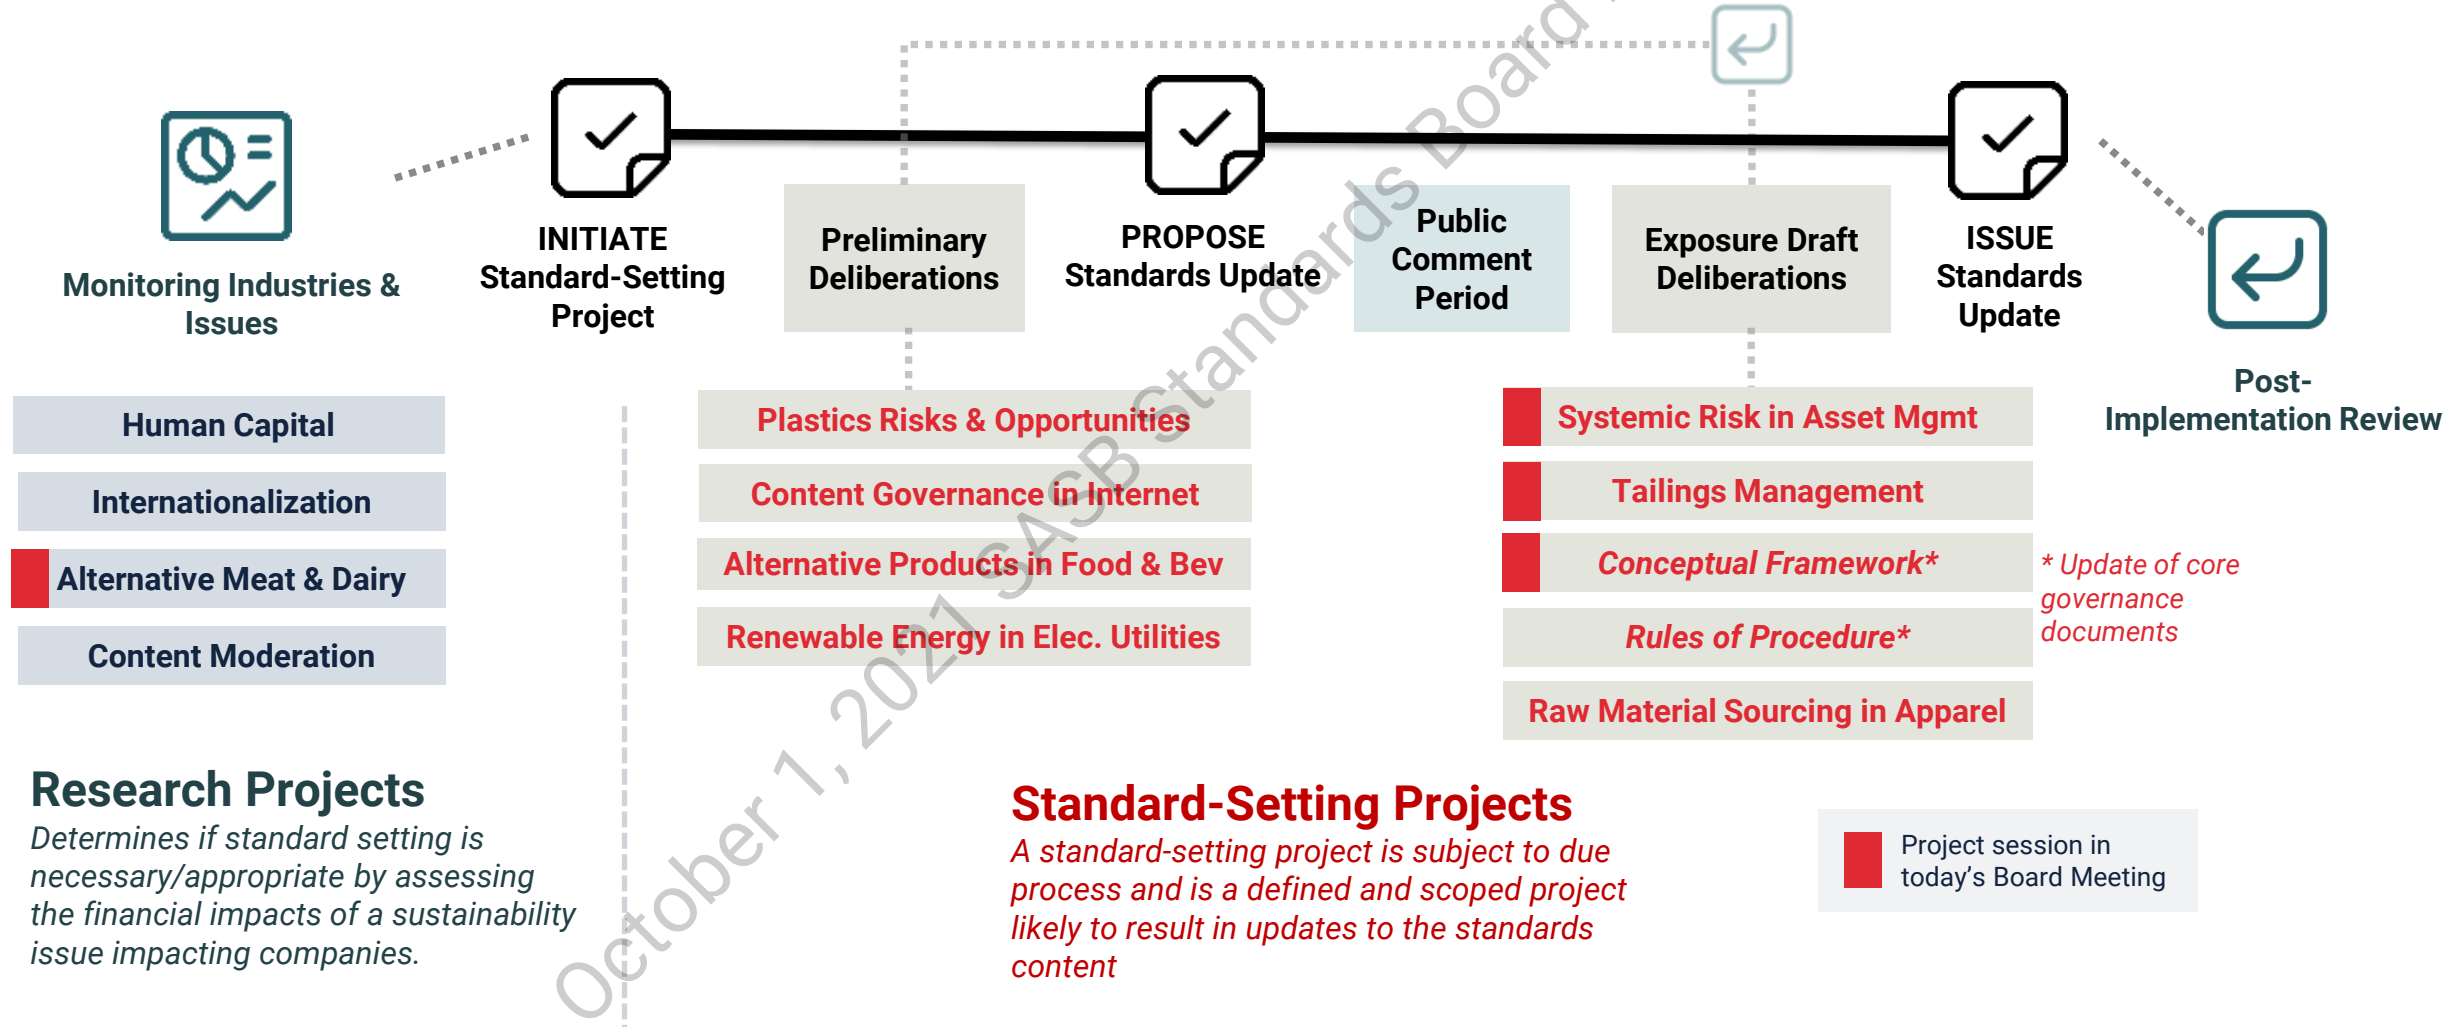 Monitoring Industries &
Issues
INITIATE
Standard-Setting
Project
Preliminary
Deliberations
PROPOSE
Standards Update
Public
Comment
Period
Exposure Draft
Deliberations
ISSUE
Standards
Update
Post-
Implementation Review
Human Capital
Internationalization
Alternative Meat & Dairy
Content Moderation
Plastics Risks & Opportunities
Content Governance in Internet
Alternative Products in Food & Bev
Renewable Energy in Elec. Utilities
Systemic Risk in Asset Mgmt
Tailings Management
Conceptual Framework*
Rules of Procedure*
Raw Material Sourcing in Apparel
* Update of core
governance
documents
Research Projects
Determines if standard setting is
necessary/appropriate by assessing
the financial impacts of a sustainability
issue impacting companies.
Standard-Setting Projects
A standard-setting project is subject to due
process and is a defined and scoped project
likely to result in updates to the standards
content
Project session in
today's Board Meeting
October 1, 2021 SASB Standards Board